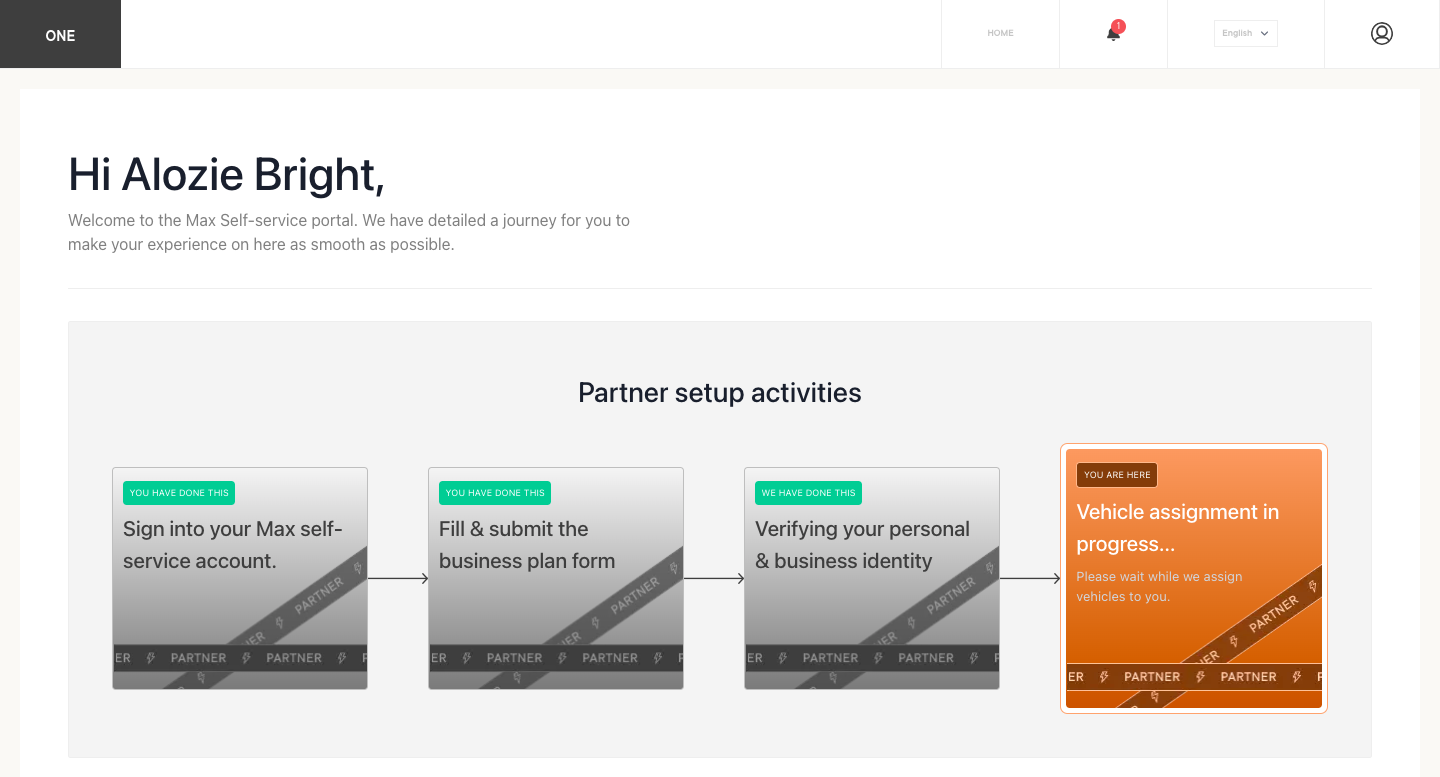 ONE
HOME
1
English
Hi Alozie Bright,
Welcome to the Max Self-service portal. We have detailed a journey for you to
make your experience on here as smooth as possible.
Partner setup activities
YOU HAVE DONE THIS
Sign into your Max self-
service account.
PARTNER
ER
ER PARTNER PARTNER P
YOU HAVE DONE THIS
Fill & submit the
business plan form
PARTNER
ER
ER PARTNER PARTNER P
WE HAVE DONE THIS
Verifying your personal
& business identity
PARTNER
ER
ER PARTNER PARTNER P
YOU ARE HERE
Vehicle assignment in
progress...
Please wait while we assign
vehicles to you.
PARTNER
ER
ER PARTNER PARTNER P